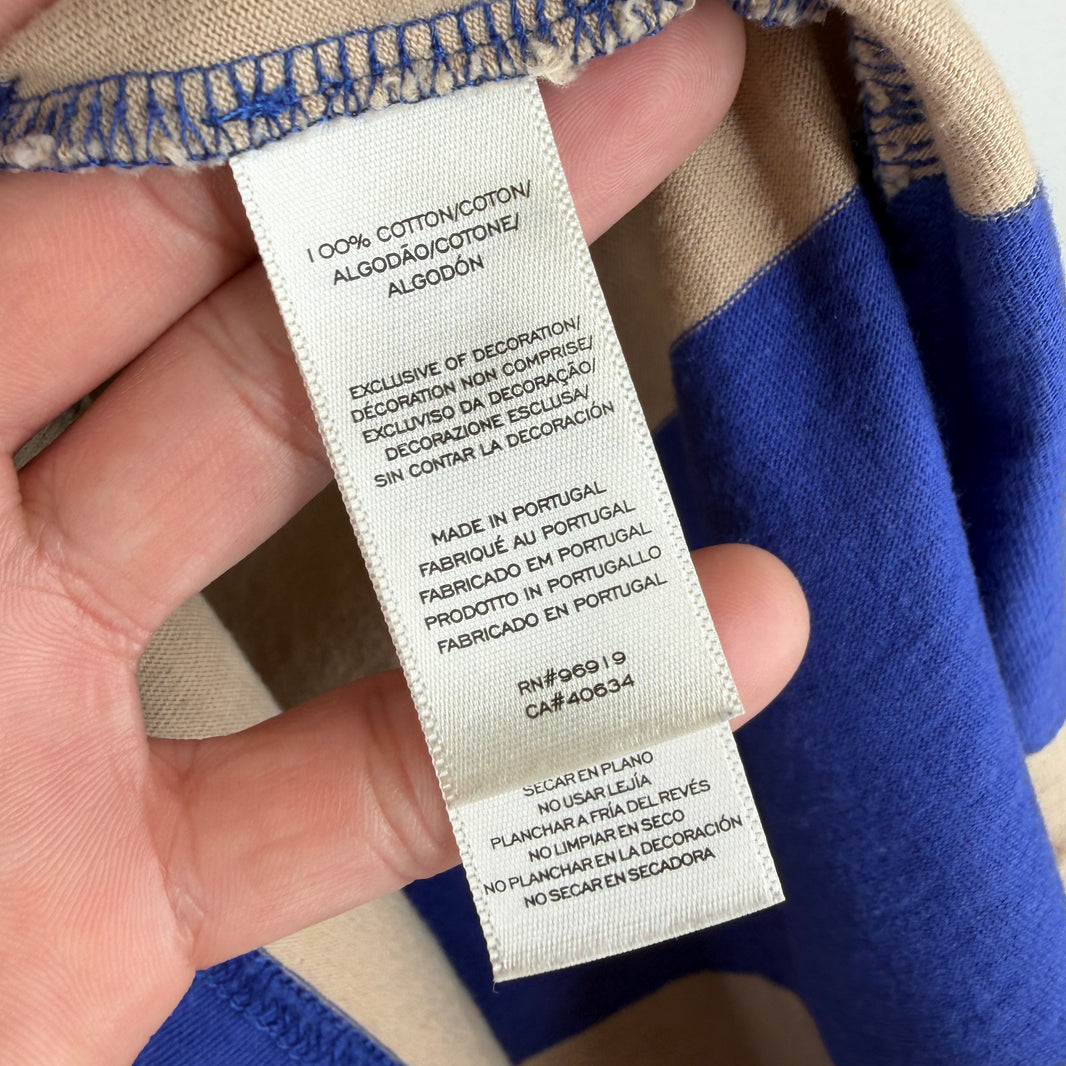 100% COTTON/COTON/
ALGODÃO/COTONE/
ALGODÓN
EXCLUSIVE OF DECORATION/
DÉCORATION NON COMPRISE/
EXCLUVISO DA DECORAÇÃO/
DECORAZIONE ESCLUSA/
SIN CONTAR LA DECORACIÓN
MADE IN PORTUGAL
FABRIQUÉ AU PORTUGAL
FABRICADO EM PORTUGAL
PRODOTTO IN PORTUGALLO
FABRICADO EN PORTUGAL
RN#96919
CA#40634
SECAR EN PLANO
NO USAR LEJÍA
PLANCHAR A FRÍA DEL REVÉS
NO LIMPIAR EN SECO
NO PLANCHAR EN LA DECORACIÓN
NO SECAR EN SECADORA